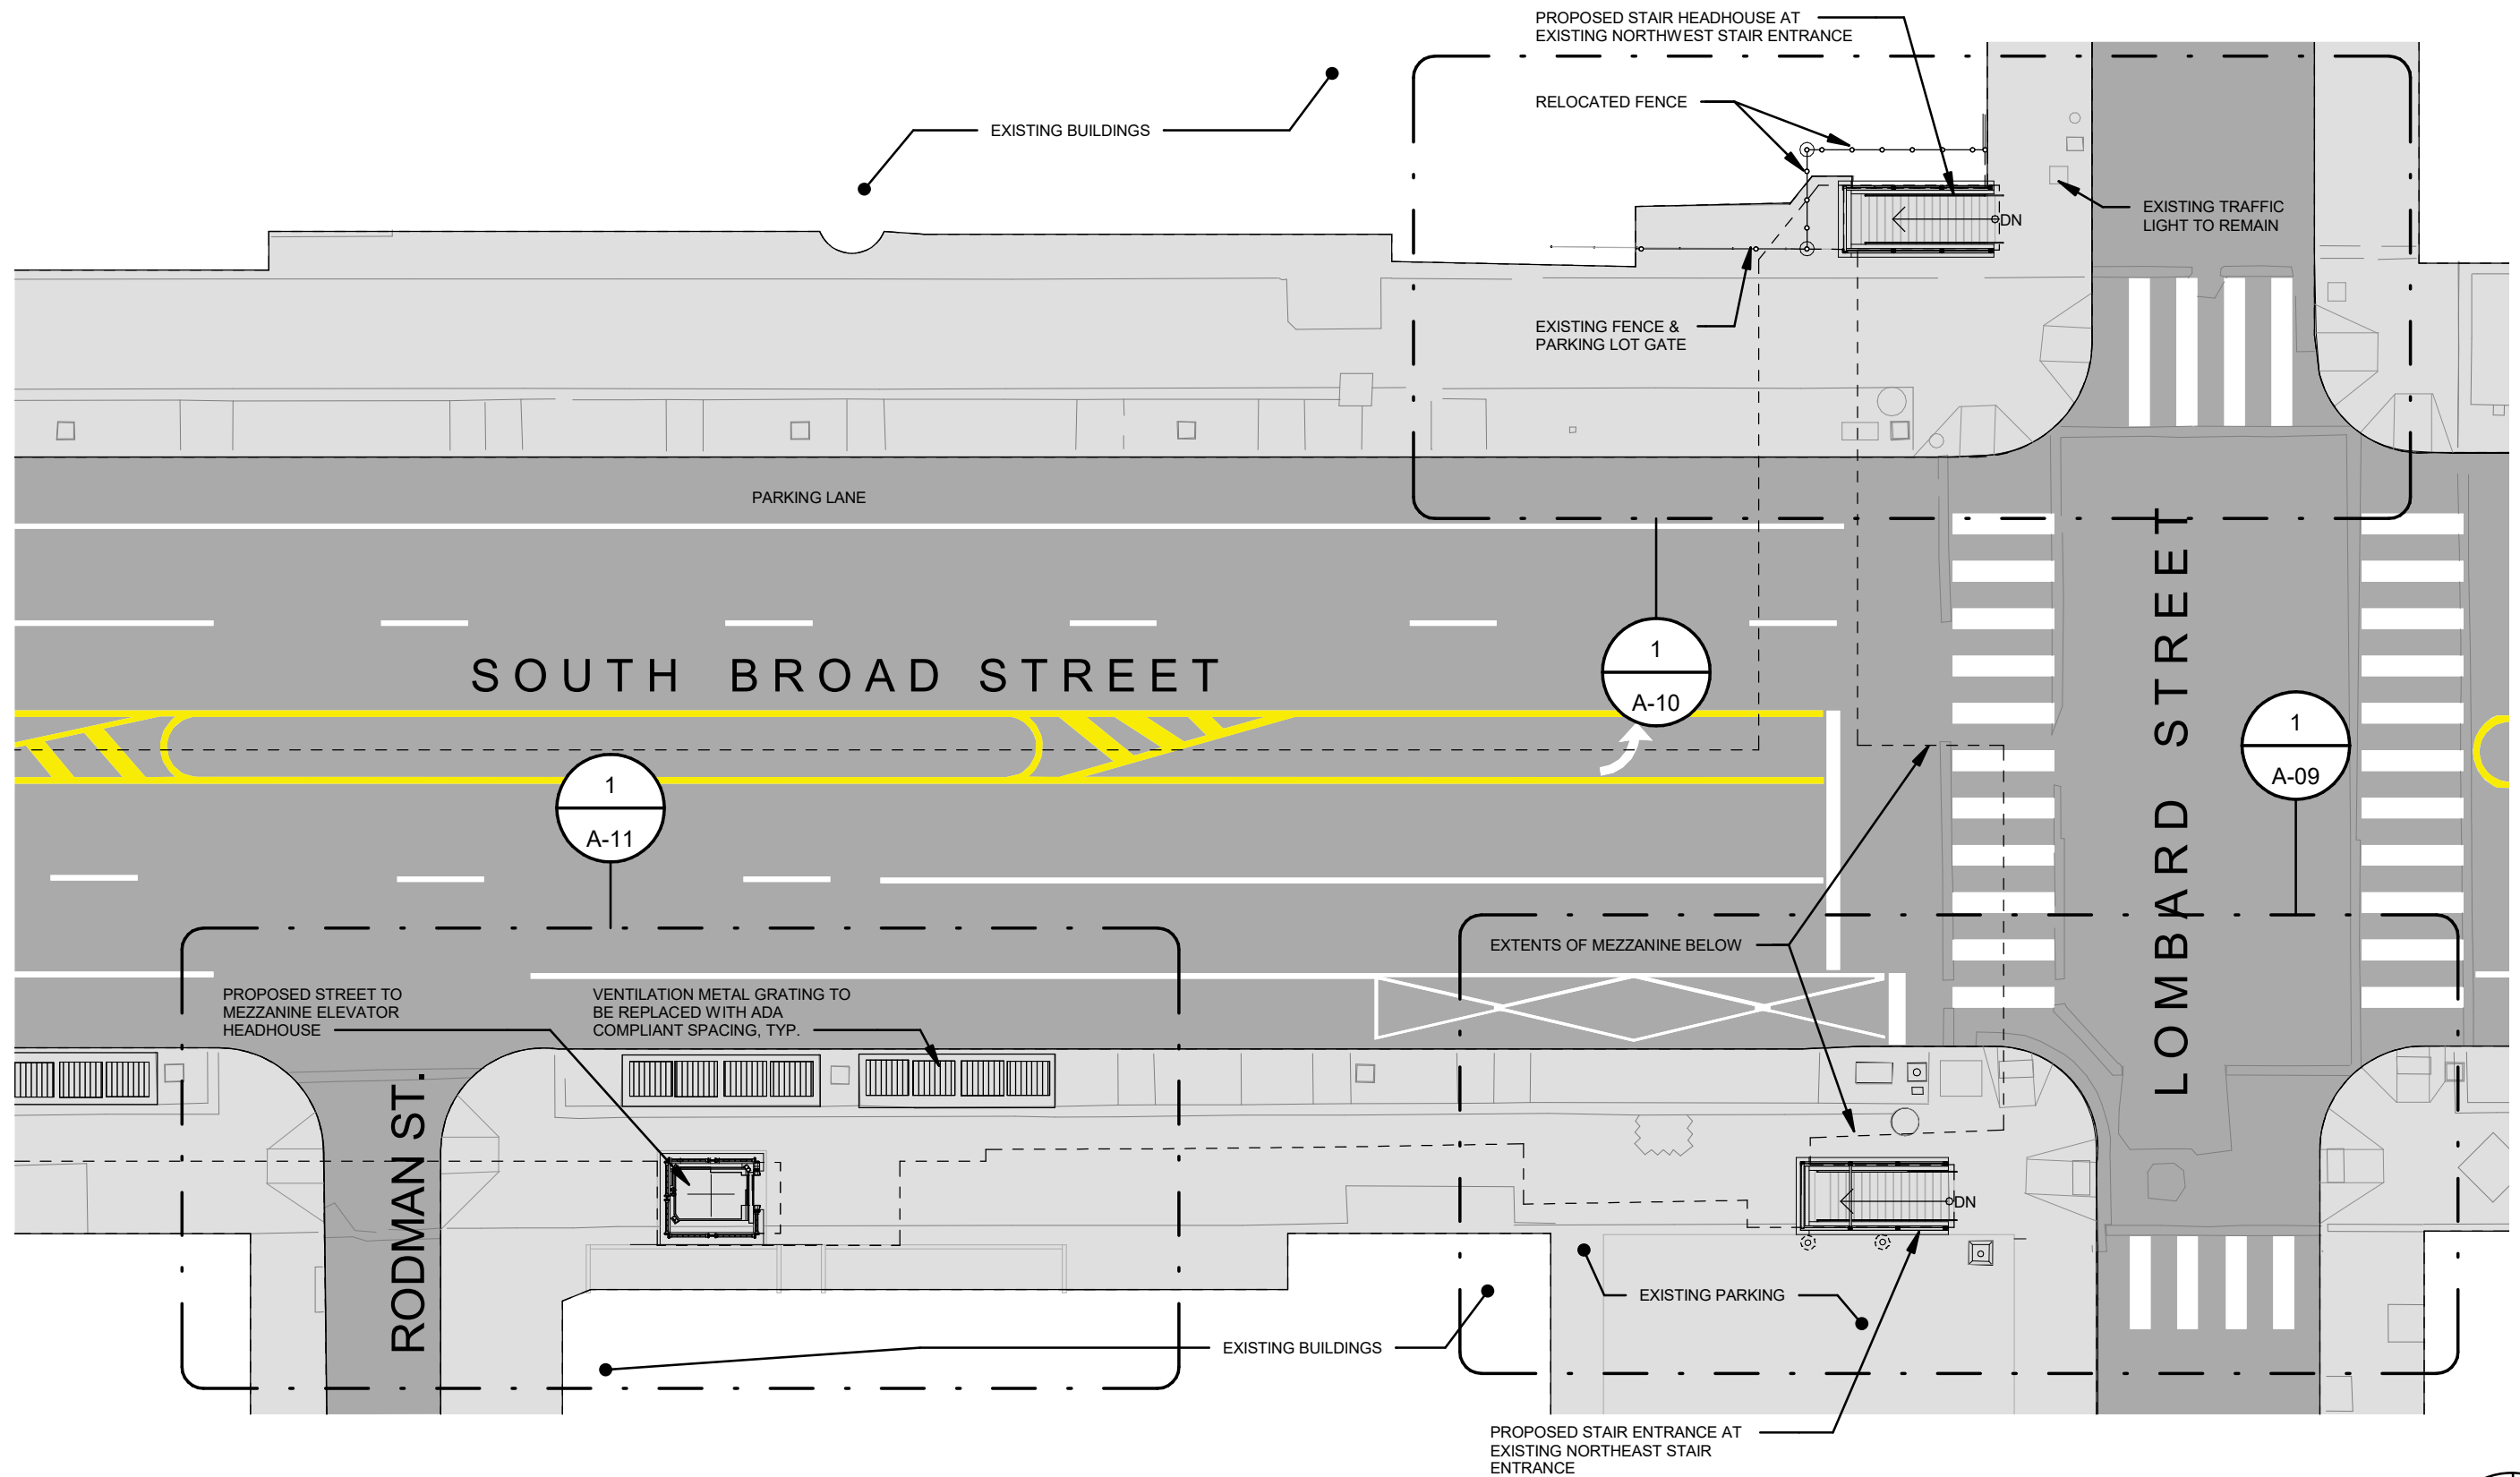 PROPOSED STAIR HEADHOUSE AT
EXISTING NORTHWEST STAIR ENTRANCE
RELOCATED FENCE
EXISTING BUILDINGS
EXISTING TRAFFIC
LIGHT TO REMAIN
DN
EXISTING FENCE &
PARKING LOT GATE
PARKING LANE
SOUTH BROAD STREET
1
A-10
LOMBARD STREET
1
A-09
1
A-11
EXTENTS OF MEZZANINE BELOW
PROPOSED STREET TO
MEZZANINE ELEVATOR
HEADHOUSE
VENTILATION METAL GRATING TO
BE REPLACED WITH ADA
COMPLIANT SPACING, TYP.
RODMAN ST.
DN
EXISTING PARKING
EXISTING BUILDINGS
PROPOSED STAIR ENTRANCE AT
EXISTING NORTHEAST STAIR
ENTRANCE